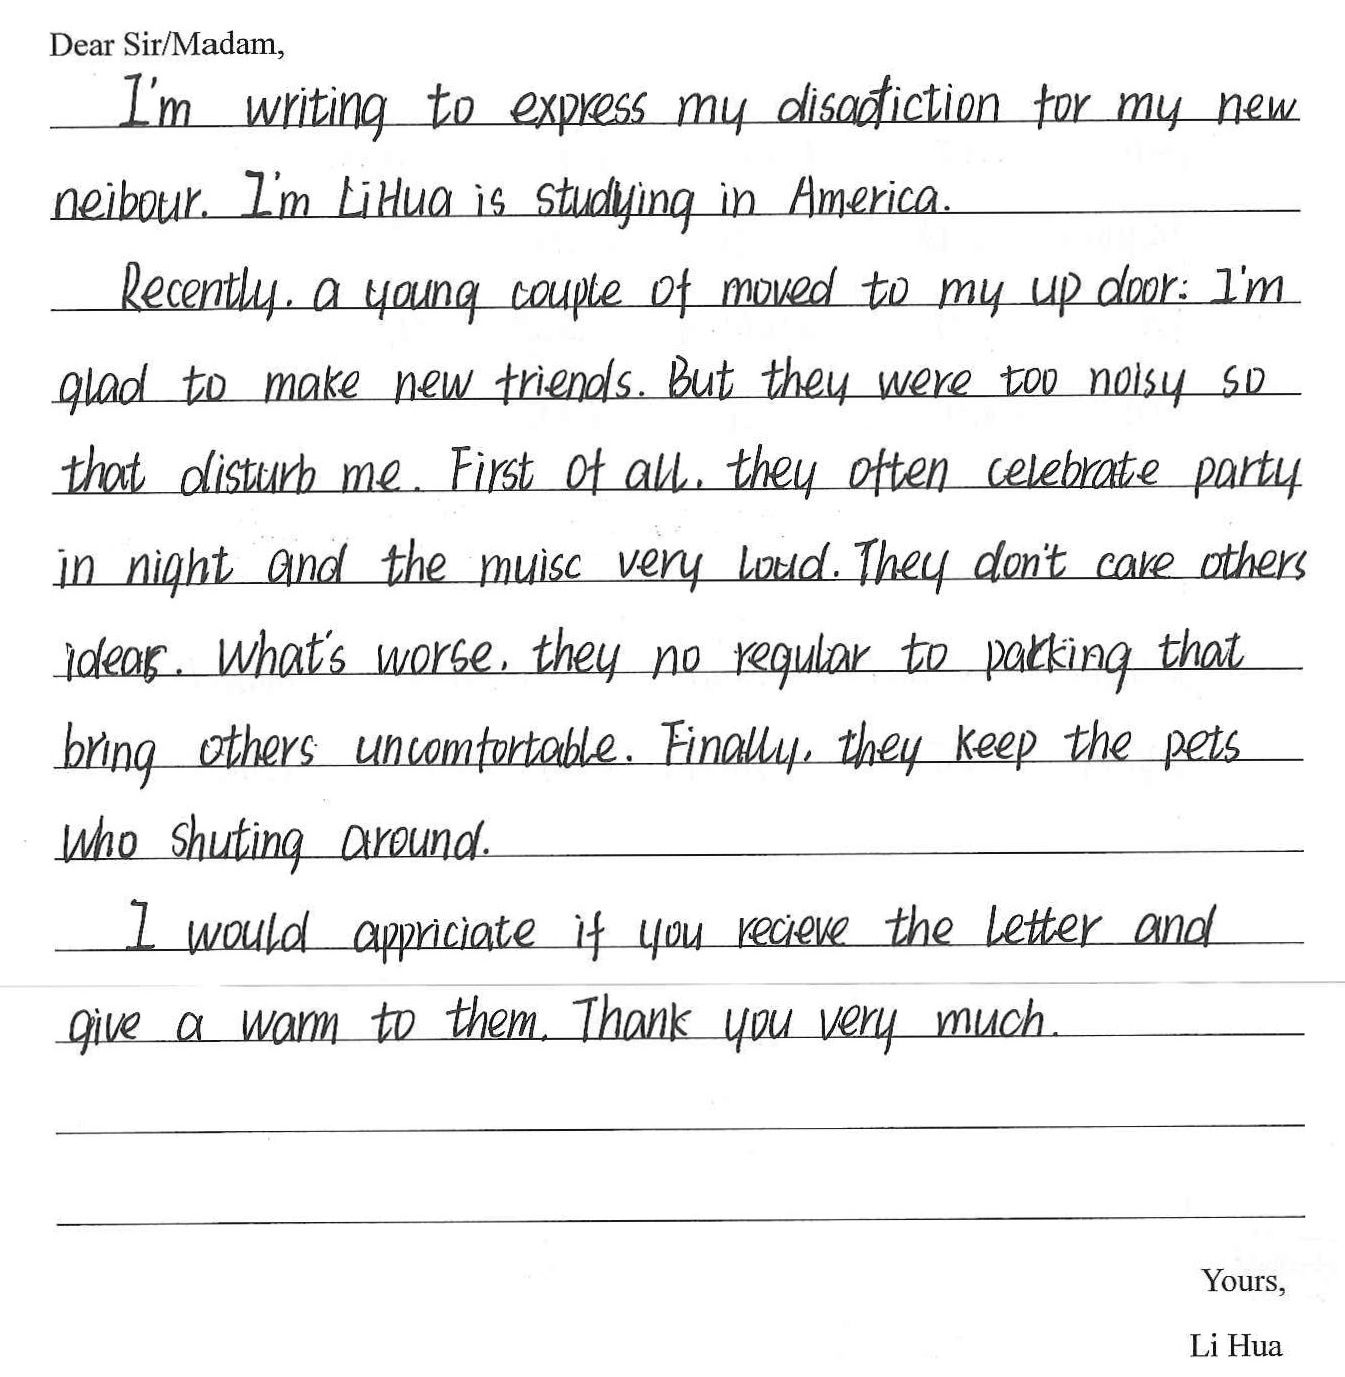 Dear Sir/Madam,
I'm writing to express my disadiction for my new
neibour. I'm LiHua is studying in America.
Recently. a young couple of moved to my up door: I'm
glad to make new friends. But they were too noisy so
that disturb me. First of all. they often celebrate party
in night and the muisc very loud. They don't care others
ideas. What's worse. they no regular to parking that
bring others uncomfortable. Finally. they keep the pets
who shuting around.
I would appriciate if you recieve the letter and
give a warm to them. Thank you very much.
Yours,
Li Hua